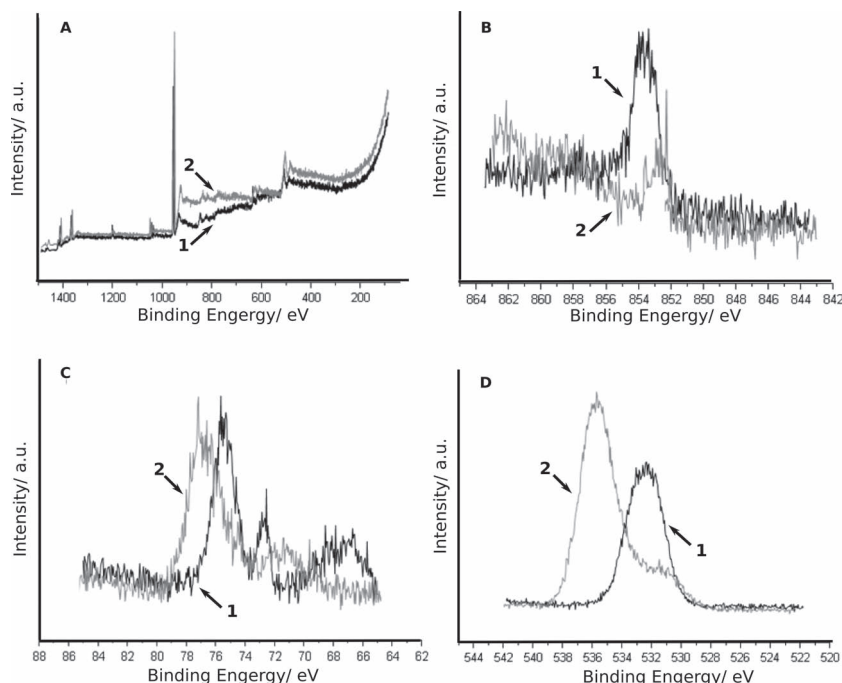 A
Intensity/ a.u.
2
1
1400 1200 1000 800 600 400 200
Binding Engergy/ eV
B
Intensity/ a.u.
1
2
864 862 860 858 856 854 852 850 848 846 844 842
Binding Engergy/ eV
C
Intensity/ a.u.
2
1
88 84 82 80 78 76 74 72 70 68 66 64 62
Binding Engergy/ eV
D
Intensity/ a.u.
2
1
544 542 540 538 536 534 532 530 528 526 524 522 520
Binding Engergy/ eV